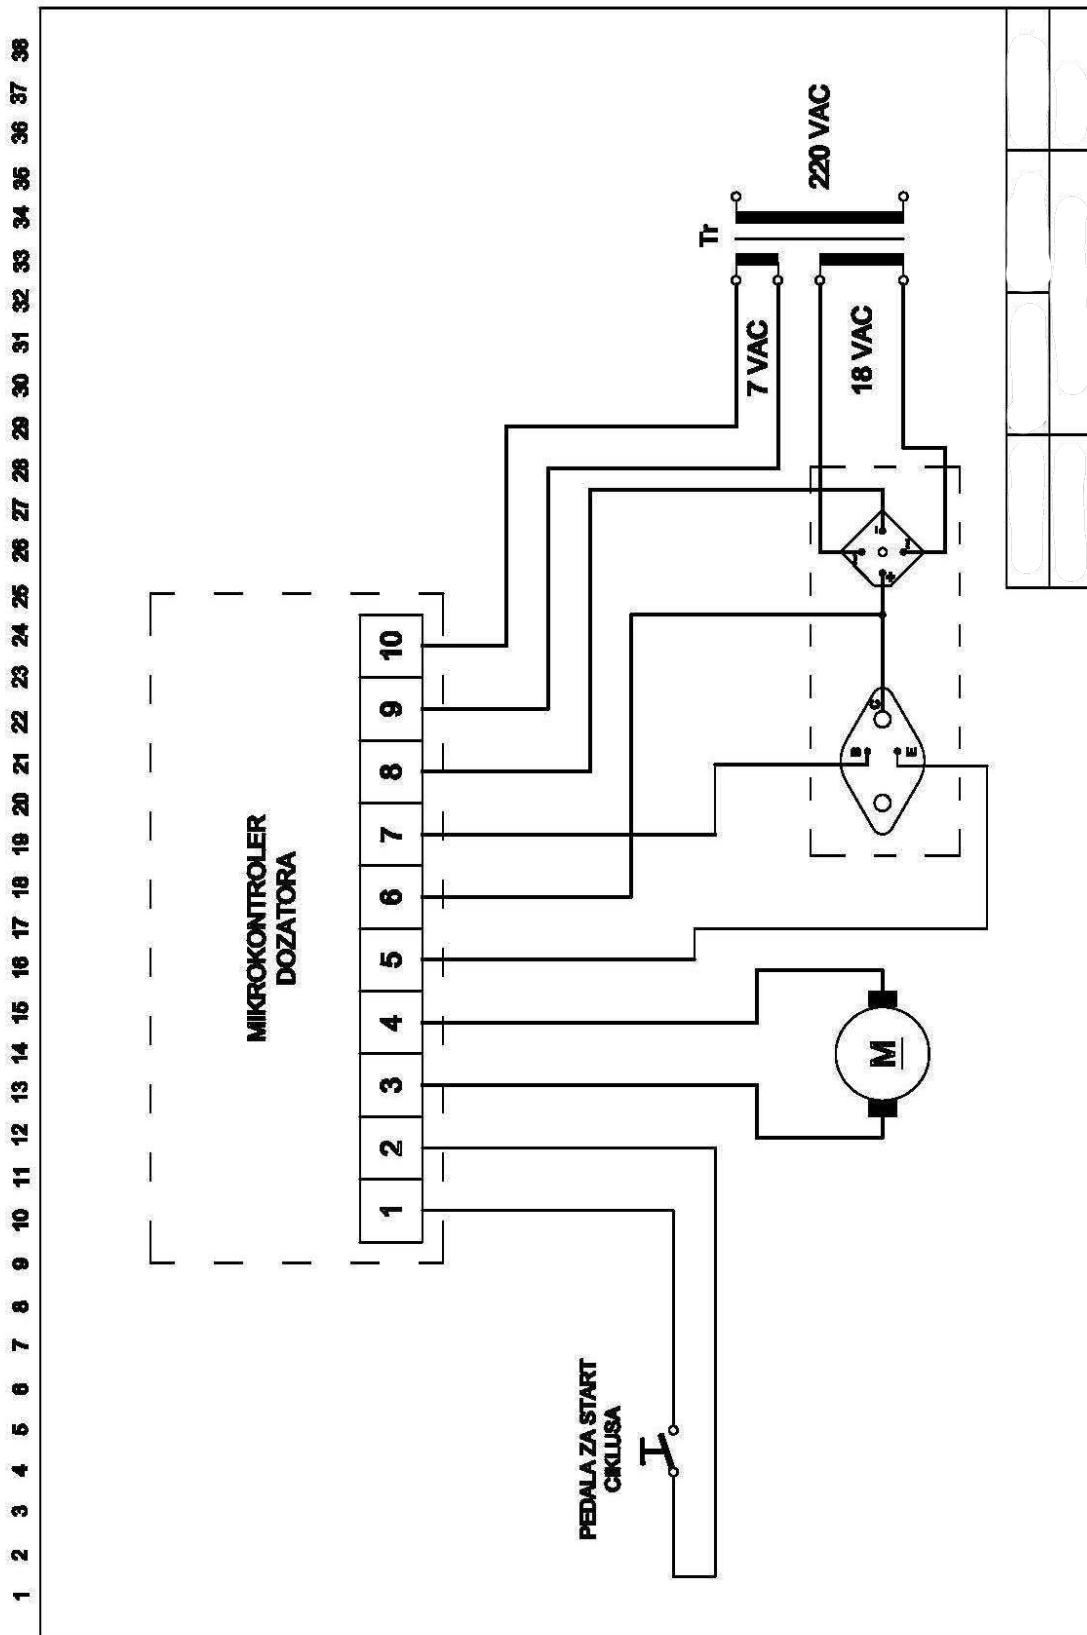 1 2 3 4 5 6 7 8 9 10 11 12 13 14 15 16 17 18 19 20 21 22 23 24 25 26 27 28 29 30 31 32 33 34 35 36 37 38
MIKROKONTROLER
DOZATORA
1 2 3 4 5 6 7 8 9 10
PEDALA ZA START
CIKLUSA
Tr
7 VAC
220 VAC
18 VAC
B
C
E
~
-
+
~
M